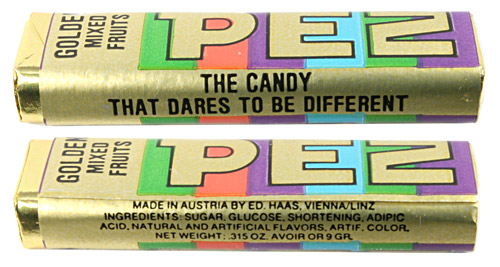 GOLDEN
MIXED
FRUITS
PEZ
THE CANDY
THAT DARES TO BE DIFFERENT
GOLDEN
MIXED
FRUITS
PEZ
MADE IN AUSTRIA BY ED. HAAS, VIENNA/LINZ
INGREDIENTS: SUGAR, GLUCOSE, SHORTENING, ADIPIC
ACID, NATURAL AND ARTIFICIAL FLAVORS, ARTIF. COLOR.
NET WEIGHT: .315 OZ. AVOIR OR 9 GR.